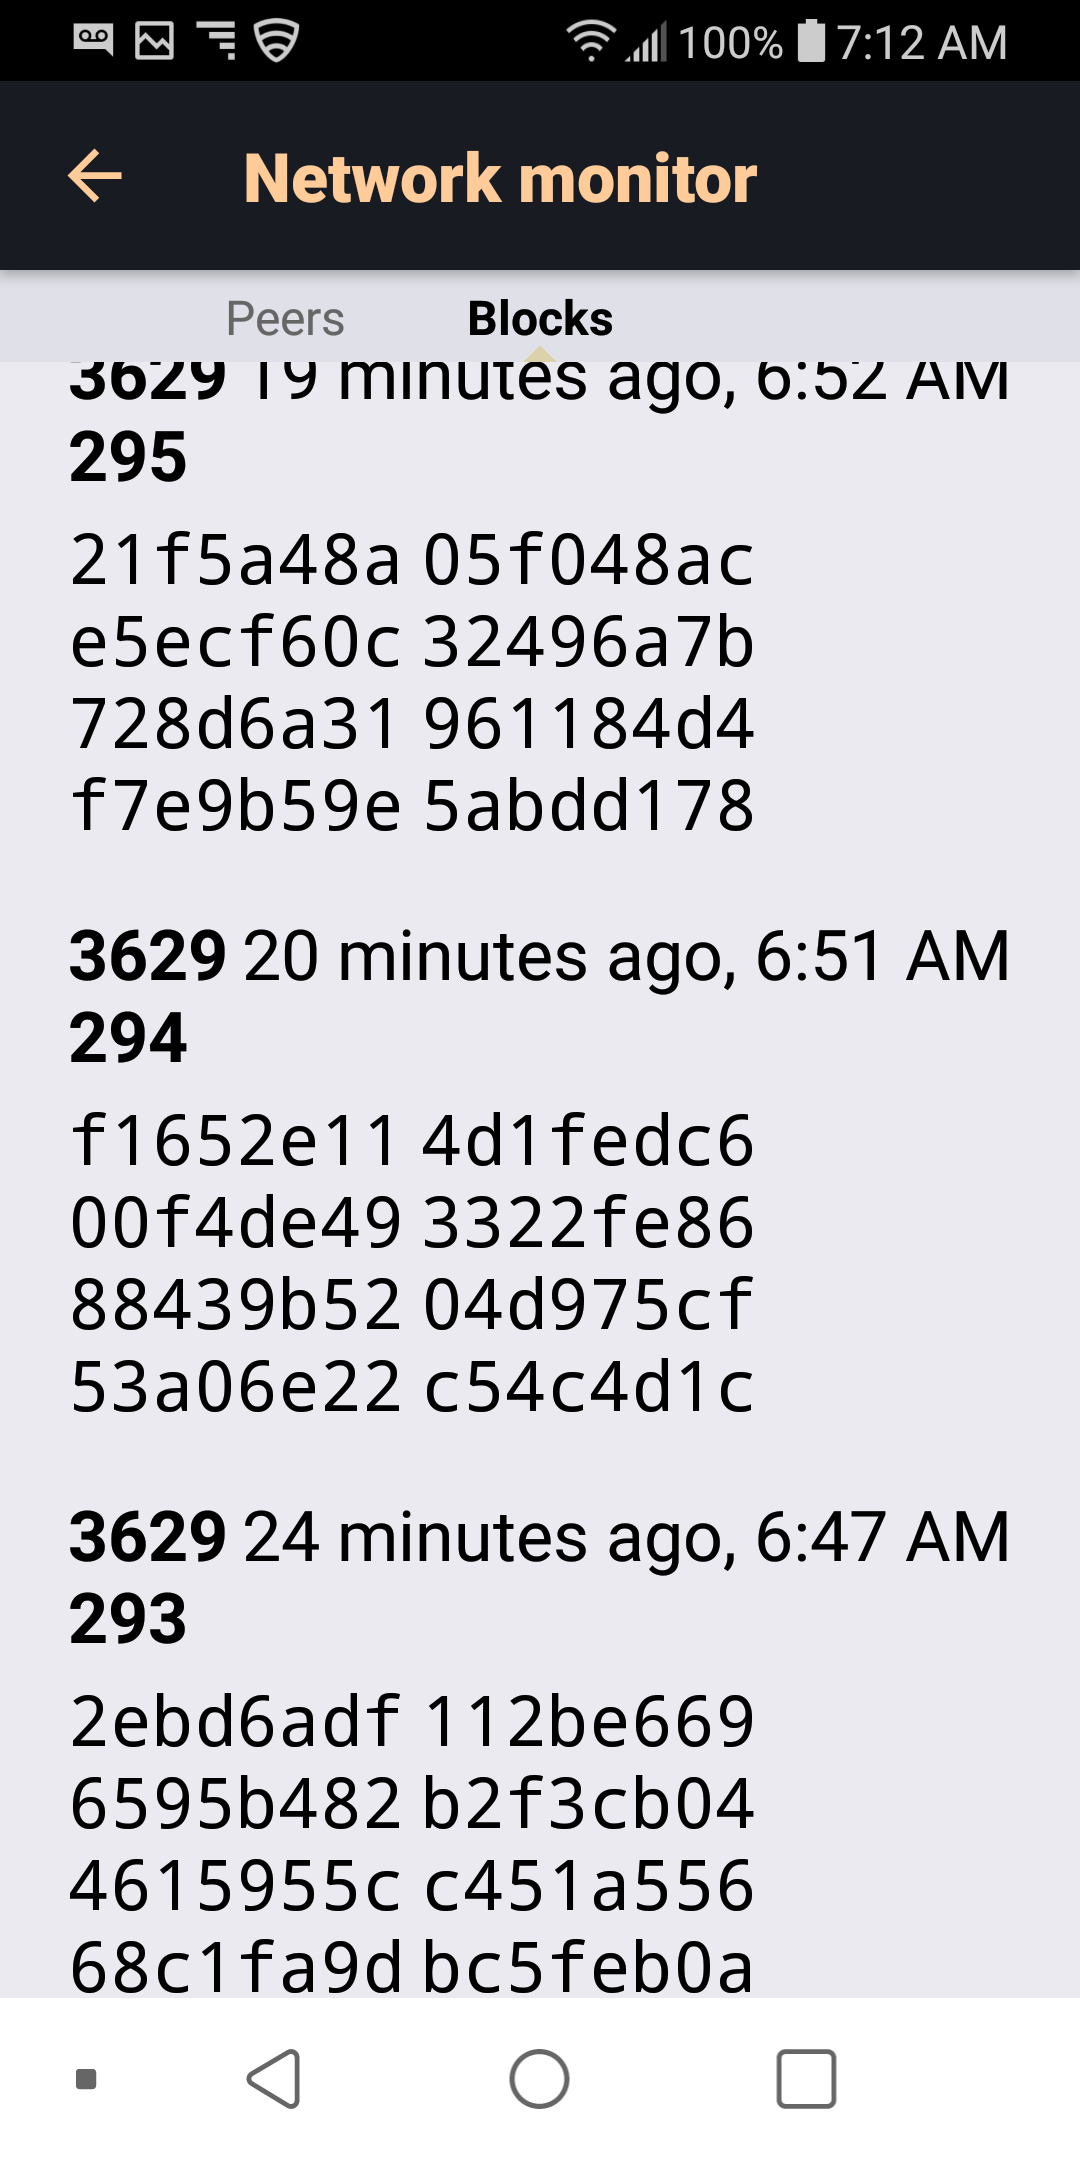 100% 7:12 AM
Network monitor
Peers Blocks
3629 19 minutes ago, 6:52 AM
295
21f5a48a 05f048ac
e5ecf60c 32496a7b
728d6a31 961184d4
f7e9b59e 5abdd178
3629 20 minutes ago, 6:51 AM
294
f1652e11 4d1fedc6
00f4de49 3322fe86
88439b52 04d975cf
53a06e22 c54c4d1c
3629 24 minutes ago, 6:47 AM
293
2ebd6adf 112be669
6595b482 b2f3cb04
4615955c c451a556
68c1fa9d bc5feb0a